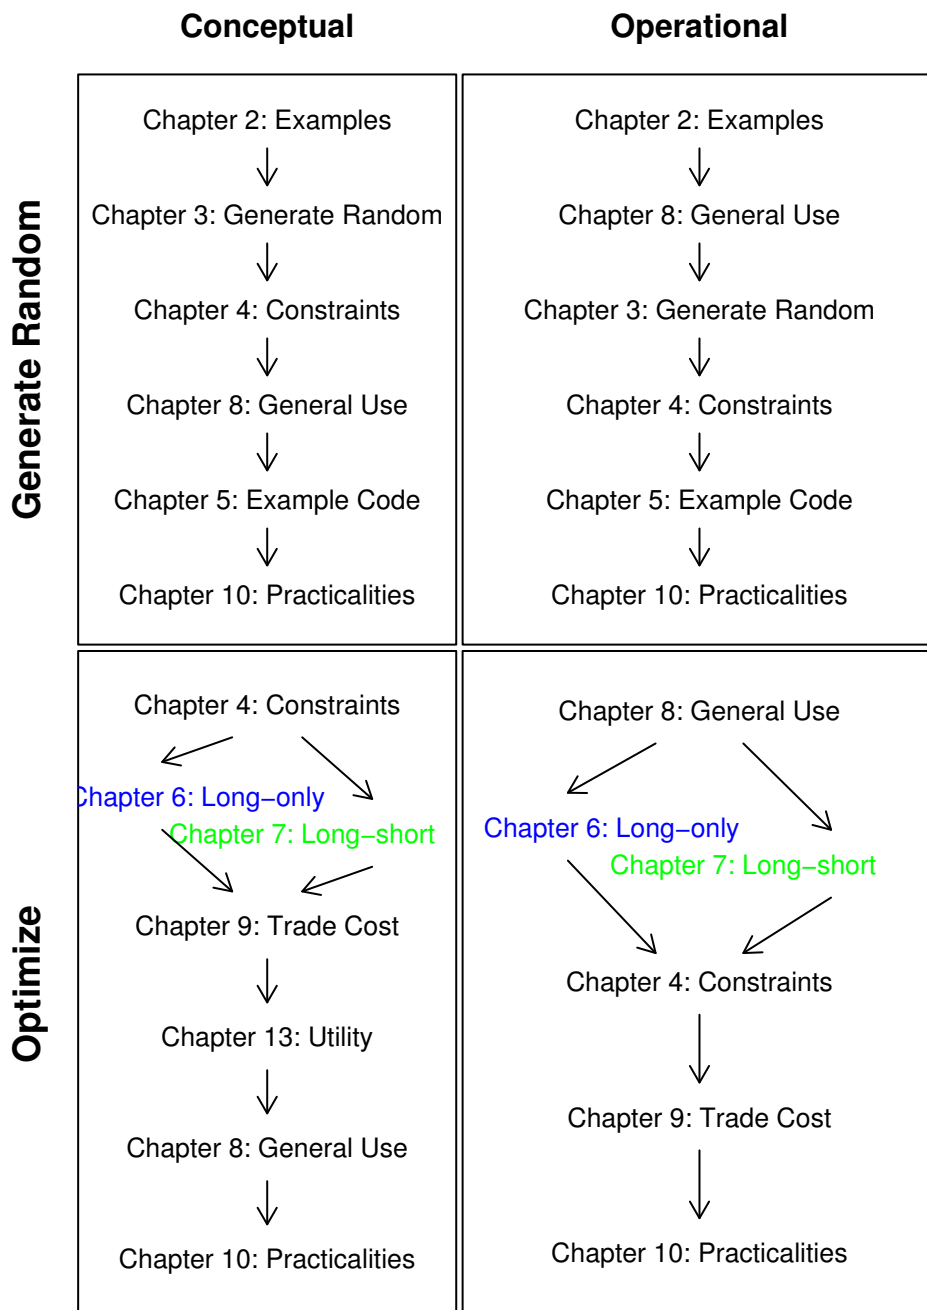 Conceptual
Operational
Generate Random
Chapter 2: Examples
Chapter 3: Generate Random
Chapter 4: Constraints
Chapter 8: General Use
Chapter 5: Example Code
Chapter 10: Practicalities
Chapter 2: Examples
Chapter 8: General Use
Chapter 3: Generate Random
Chapter 4: Constraints
Chapter 5: Example Code
Chapter 10: Practicalities
Optimize
Chapter 4: Constraints
Chapter 6: Long−only
Chapter 7: Long−short
Chapter 9: Trade Cost
Chapter 13: Utility
Chapter 8: General Use
Chapter 10: Practicalities
Chapter 8: General Use
Chapter 6: Long−only
Chapter 7: Long−short
Chapter 4: Constraints
Chapter 9: Trade Cost
Chapter 10: Practicalities